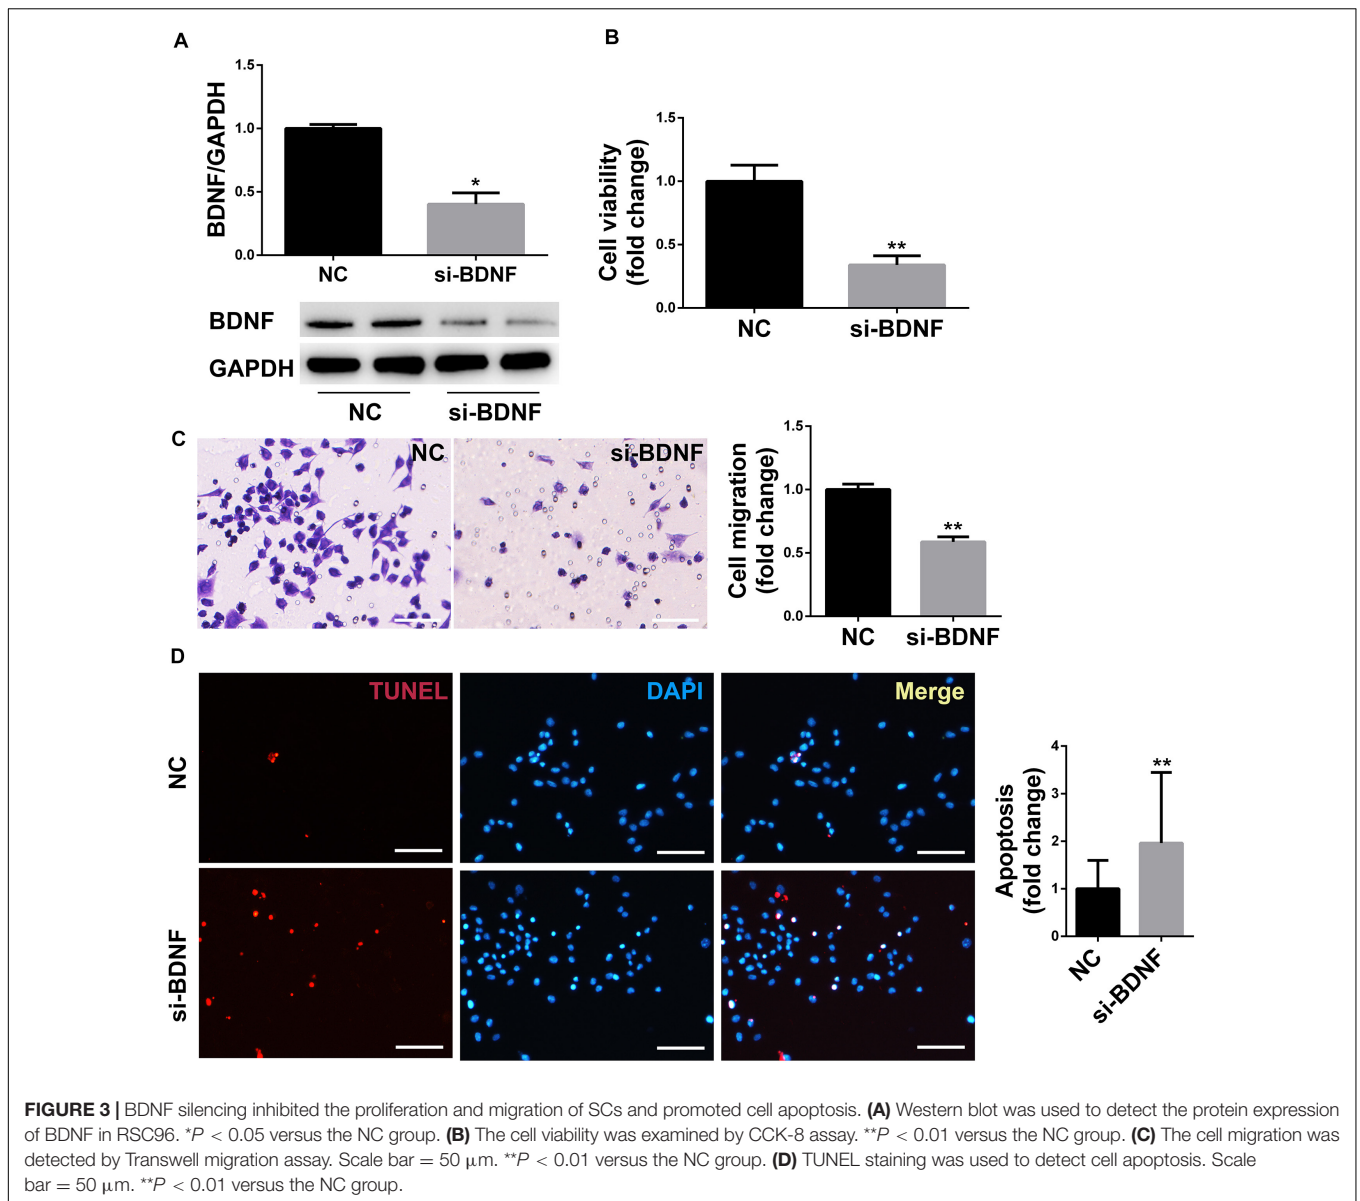 A
1.5
1.0
0.5
0.0
BDNF/GAPDH
*
NC
si-BDNF
BDNF
GAPDH
NC
si-BDNF
B
1.5
1.0
0.5
0.0
Cell viability
(fold change)
**
NC
si-BDNF
C
NC
si-BDNF
1.5
1.0
0.5
0.0
Cell migration
(fold change)
**
NC
si-BDNF
D
TUNEL
DAPI
Merge
NC
si-BDNF
4
3
2
1
0
Apoptosis
(fold change)
**
NC
si-BDNF
FIGURE 3 | BDNF silencing inhibited the proliferation and migration of SCs and promoted cell apoptosis. (A) Western blot was used to detect the protein expression
of BDNF in RSC96. *P < 0.05 versus the NC group. (B) The cell viability was examined by CCK-8 assay. **P < 0.01 versus the NC group. (C) The cell migration was
detected by Transwell migration assay. Scale bar = 50 μm. **P < 0.01 versus the NC group. (D) TUNEL staining was used to detect cell apoptosis. Scale
bar = 50 μm. **P < 0.01 versus the NC group.